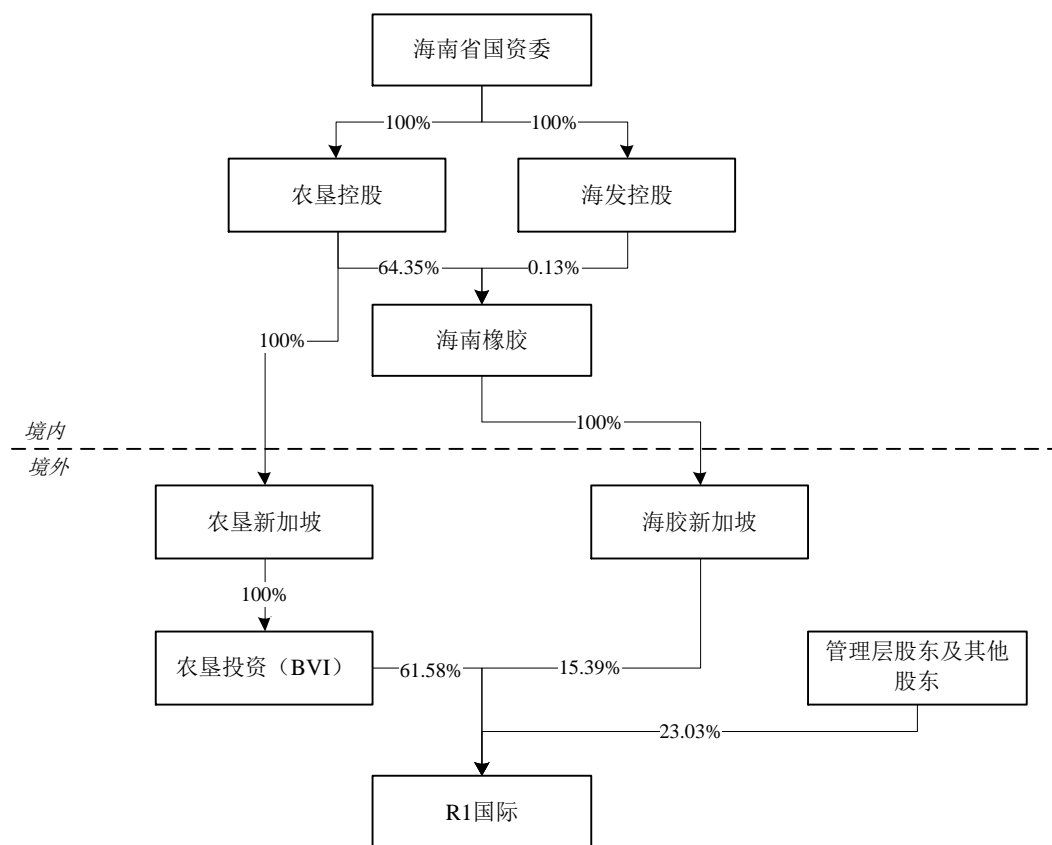 海南省国资委
100%
100%
农垦控股
海发控股
64.35%
0.13%
100%
海南橡胶
100%
境内
境外
农垦新加坡
海胶新加坡
100%
农垦投资（BVI）
61.58%
15.39%
管理层股东及其他
股东
23.03%
R1国际